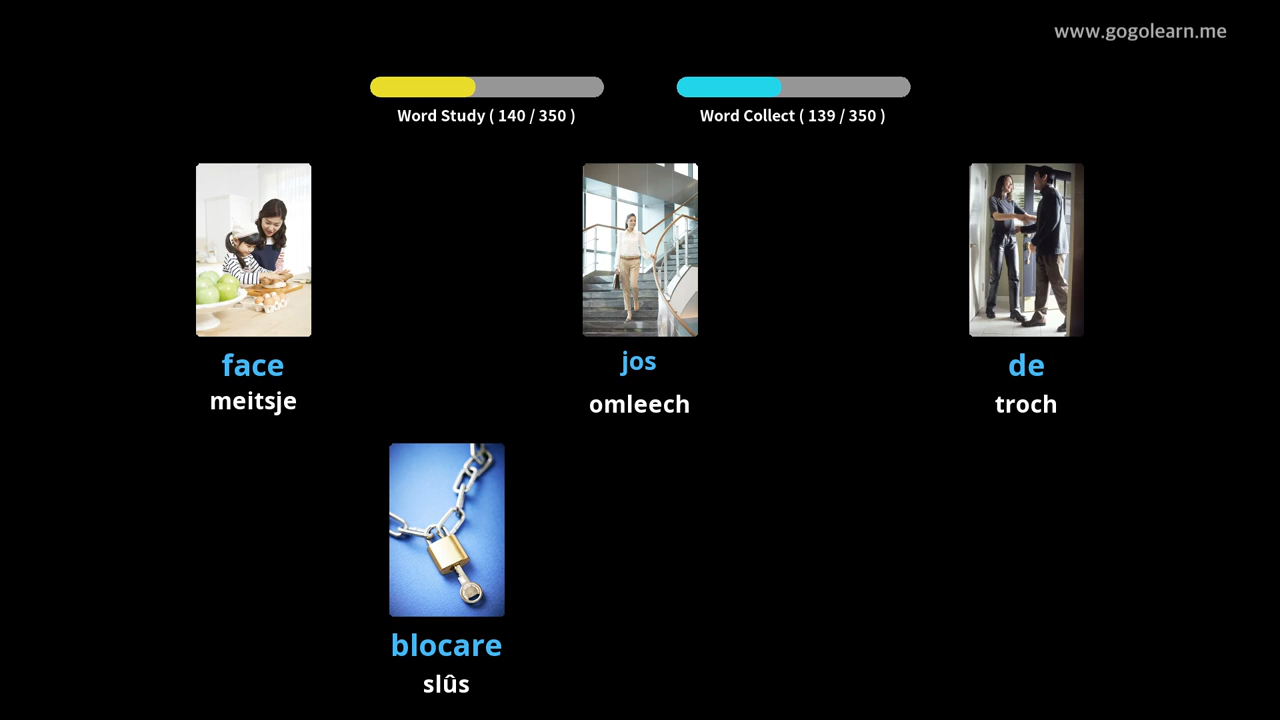 www.gogolearn.me
Word Study ( 140 / 350 )
Word Collect ( 139 / 350 )
face
meitsje
jos
omleech
de
troch
blocare
slûs